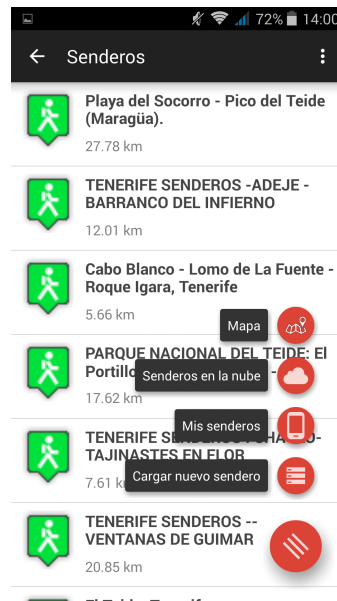 72% 14:00
Senderos
Playa del Socorro - Pico del Teide
(Maragüa).
27.78 km
TENERIFE SENDEROS -ADEJE -
BARRANCO DEL INFIERNO
12.01 km
Cabo Blanco - Lomo de La Fuente -
Roque Igara, Tenerife
5.66 km
Mapa
PARQUE NACIONAL DEL TEIDE: El
Portillo
Senderos en la nube
17.62 km
Mis senderos
TENERIFE
TAJINASTES EN FLOR
7.61
Cargar nuevo sendero
TENERIFE SENDEROS --
VENTANAS DE GUIMAR
20.85 km